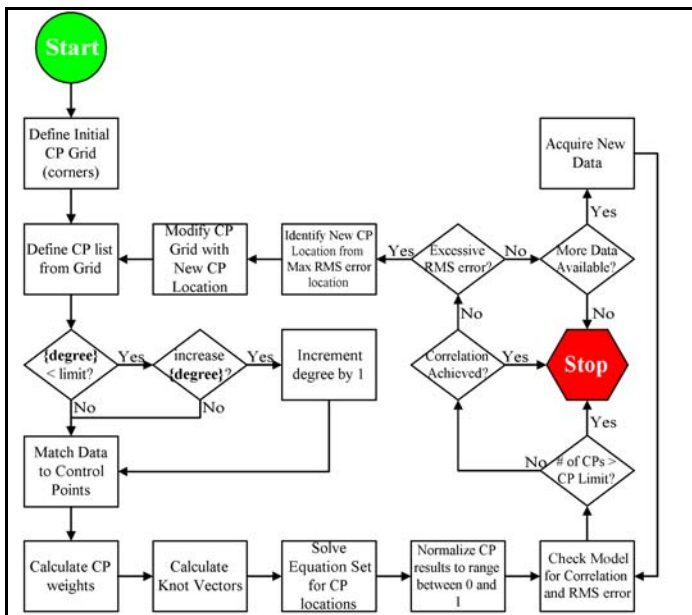 Start
Define Initial
CP Grid
(corners)
Acquire New
Data
Yes
Define CP list
from Grid
Modify CP
Grid with
New CP
Location
Identify New CP
Location from
Max RMS error
location
Yes
Excessive
RMS error?
No
More Data
Available?
No
No
{degree}
< limit?
Yes
increase
{degree}?
Yes
Increment
degree by 1
Correlation
Achieved?
Yes
Stop
No
No
Yes
Match Data
to Control
Points
No
# of CPs >
CP Limit?
Calculate CP
weights
Calculate
Knot Vectors
Solve
Equation Set
for CP
locations
Normalize CP
results to range
between 0 and
1
Check Model
for Correlation
and RMS error